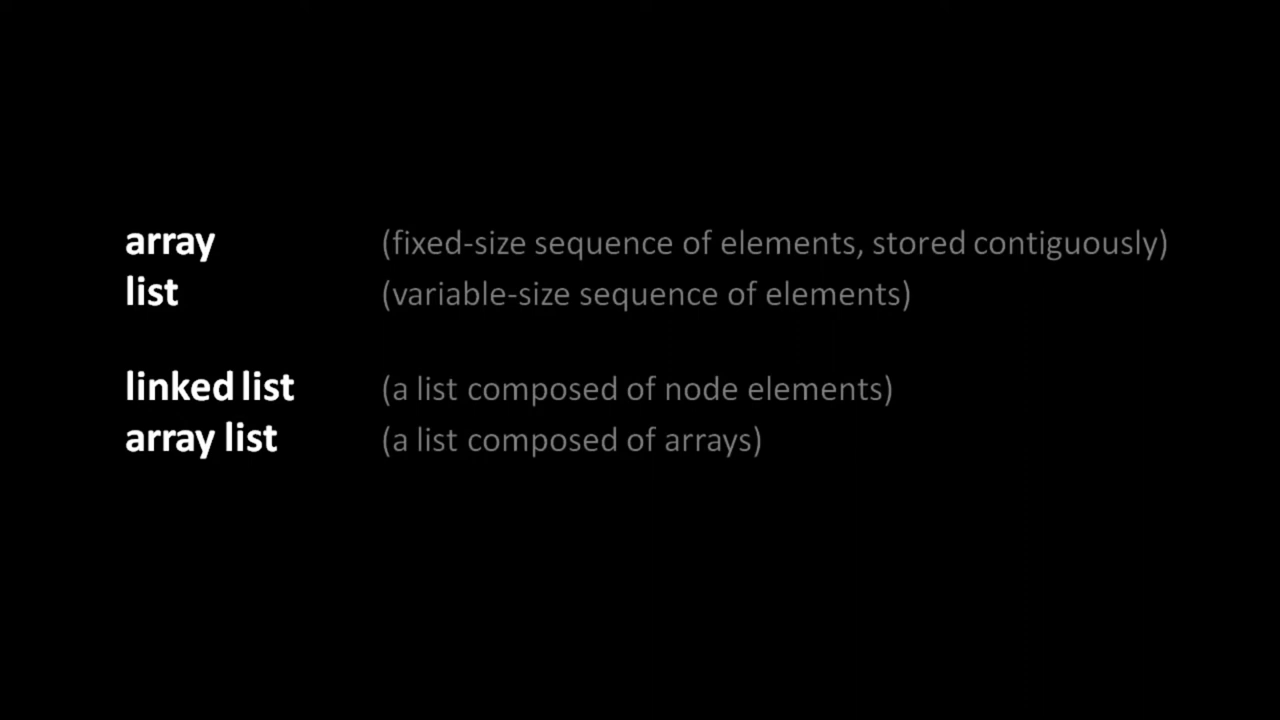 array (fixed-size sequence of elements, stored contiguously)
list (variable-size sequence of elements)
linked list (a list composed of node elements)
array list (a list composed of arrays)